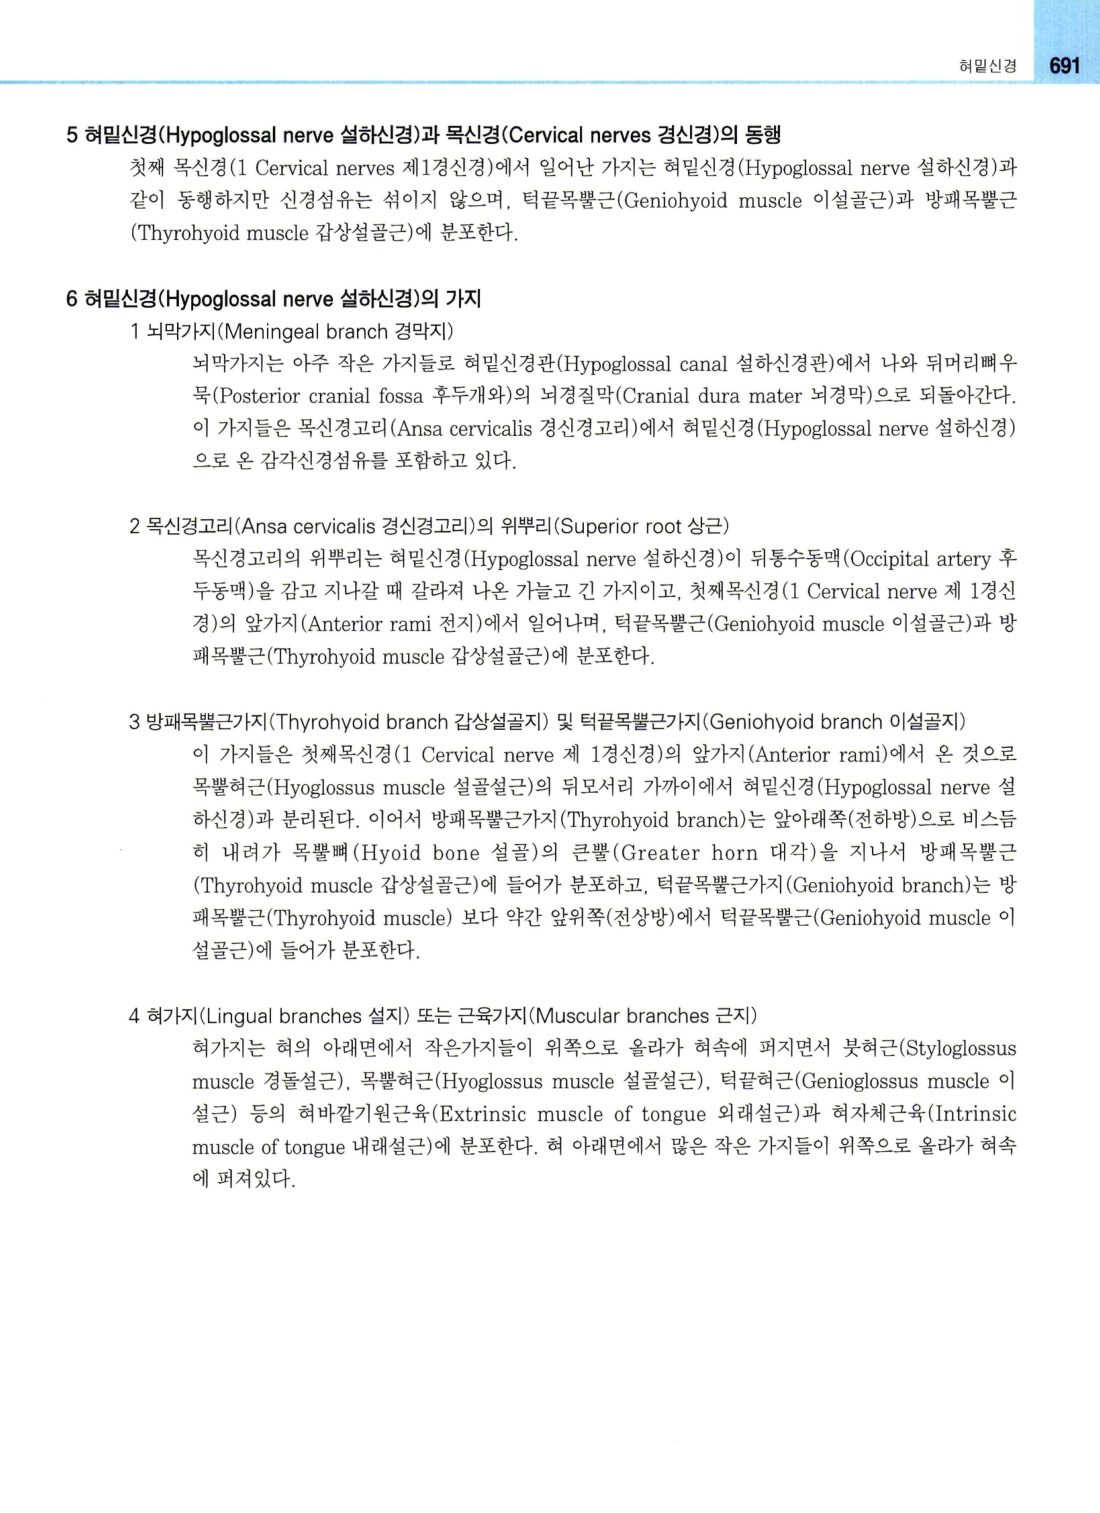 혀밑신경 691
5 혀밑신경(Hypoglossal nerve 설하신경)과 목신경(Cervical nerves 경신경)의 동행
첫째 목신경(1 Cervical nerves 제1경신경)에서 일어난 가지는 혀밑신경(Hypoglossal nerve 설하신경)과
같이 동행하지만 신경섬유는 섞이지 않으며, 턱끝목뿔근(Geniohyoid muscle 이설골근)과 방패목뿔근
(Thyrohyoid muscle 갑상설골근)에 분포한다.
6 혀밑신경(Hypoglossal nerve 설하신경)의 가지
1 뇌막가지(Meningeal branch 경막지)
뇌막가지는 아주 작은 가지들로 혀밑신경관(Hypoglossal canal 설하신경관)에서 나와 뒤머리뼈우
묵(Posterior cranial fossa 후두개와)의 뇌경질막(Cranial dura mater 뇌경막)으로 되돌아간다.
이 가지들은 목신경고리(Ansa cervicalis 경신경고리)에서 혀밑신경(Hypoglossal nerve 설하신경)
으로 온 감각신경섬유를 포함하고 있다.
2 목신경고리(Ansa cervicalis 경신경고리)의 위뿌리(Superior root 상근)
목신경고리의 위뿌리는 혀밑신경(Hypoglossal nerve 설하신경)이 뒤통수동맥(Occipital artery 후
두동맥)을 감고 지나갈 때 갈라져 나온 가늘고 긴 가지이고, 첫째목신경(1 Cervical nerve 제 1경신
경)의 앞가지(Anterior rami 전지)에서 일어나며, 턱끝목뿔근(Geniohyoid muscle 이설골근)과 방
패목뿔근(Thyrohyoid muscle 갑상설골근)에 분포한다.
3 방패목뿔근가지(Thyrohyoid branch 갑상설골지) 및 턱끝목뿔근가지(Geniohyoid branch 이설골지)
이 가지들은 첫째목신경(1 Cervical nerve 제 1경신경)의 앞가지(Anterior rami)에서 온 것으로
목뿔혀근(Hyoglossus muscle 설골설근)의 뒤모서리 가까이에서 혀밑신경(Hypoglossal nerve 설
하신경)과 분리된다. 이어서 방패목뿔근가지(Thyrohyoid branch)는 앞아래쪽(전하방)으로 비스듬
히 내려가 목뿔뼈(Hyoid bone 설골)의 큰뿔(Greater horn 대각)을 지나서 방패목뿔근
(Thyrohyoid muscle 갑상설골근)에 들어가 분포하고, 턱끝목뿔근가지(Geniohyoid branch)는 방
패목뿔근(Thyrohyoid muscle) 보다 약간 앞위쪽(전상방)에서 턱끝목뿔근(Geniohyoid muscle 이
설골근)에 들어가 분포한다.
4 혀가지(Lingual branches 설지) 또는 근육가지(Muscular branches 근지)
혀가지는 혀의 아래면에서 작은가지들이 위쪽으로 올라가 혀속에 퍼지면서 붓혀근(Styloglossus
muscle 경돌설근), 목뿔혀근(Hyoglossus muscle 설골설근), 턱끝혀근(Genioglossus muscle 이
설근) 등의 혀바깥기원근육(Extrinsic muscle of tongue 외래설근)과 혀자체근육(Intrinsic
muscle of tongue 내래설근)에 분포한다. 혀 아래면에서 많은 작은 가지들이 위쪽으로 올라가 혀속
에 퍼져있다.